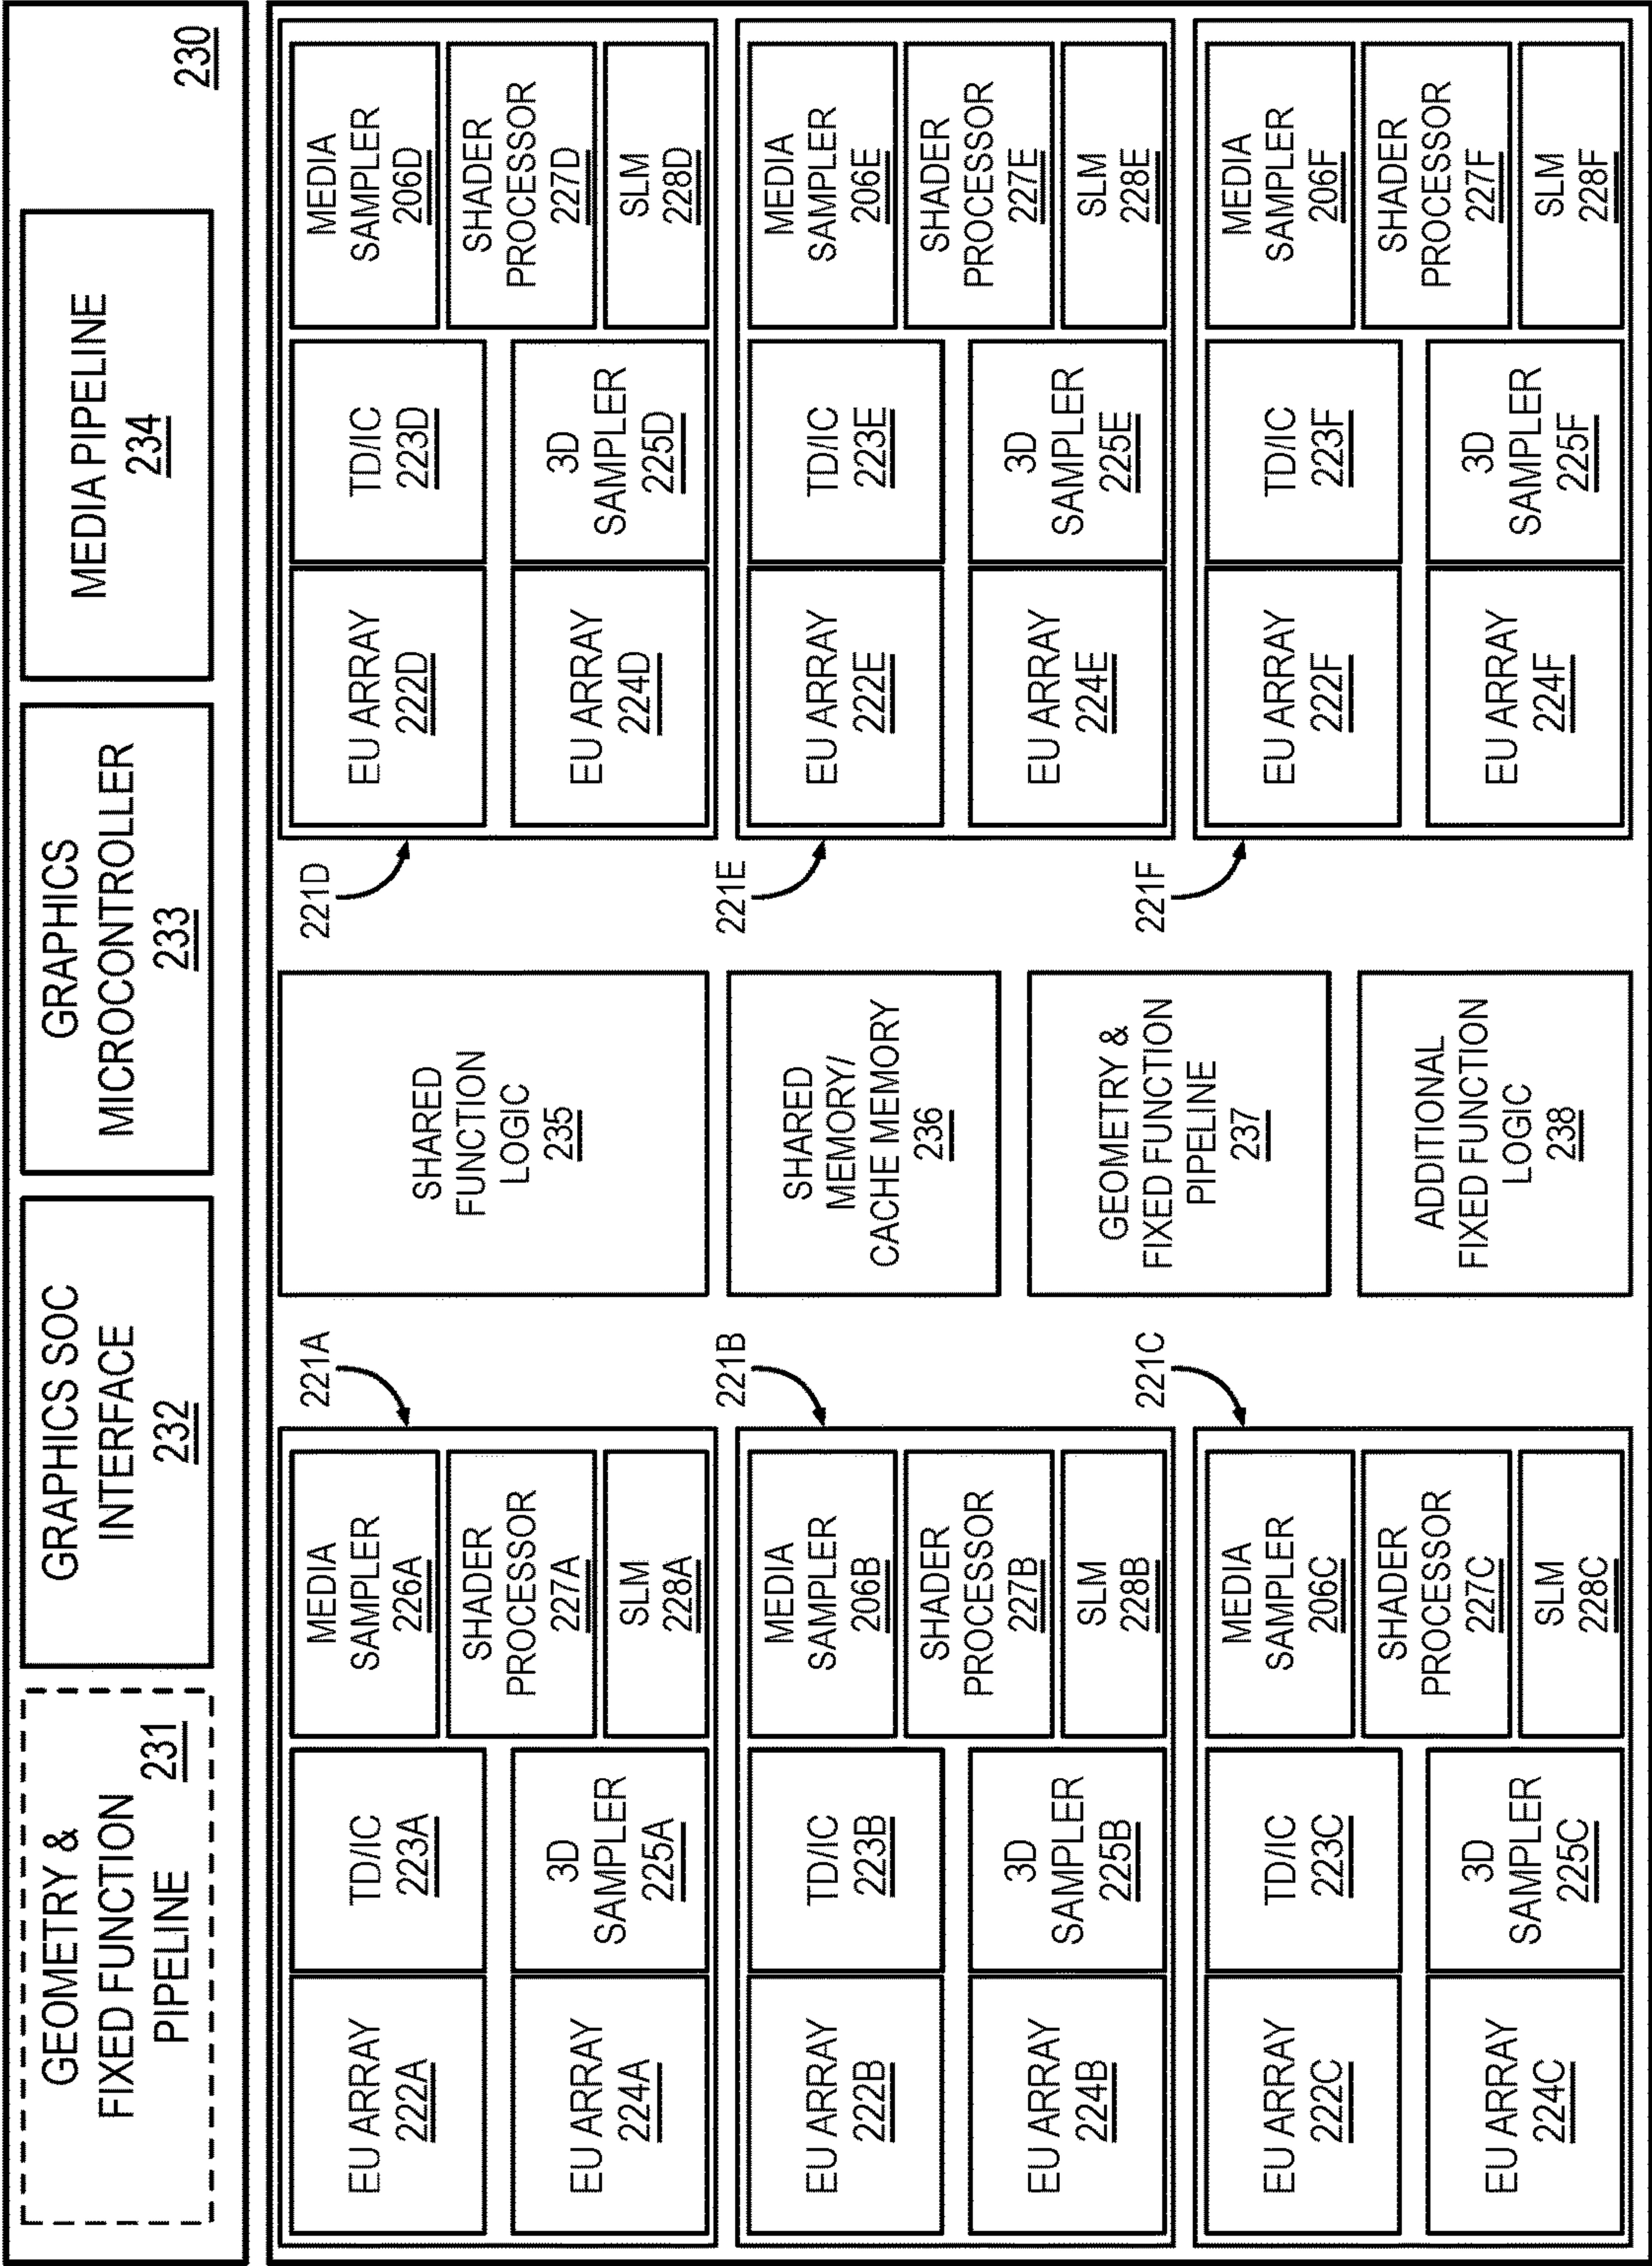 230
GEOMETRY &
FIXED FUNCTION
PIPELINE
231
GRAPHICS SOC
INTERFACE
232
GRAPHICS
MICROCONTROLLER
233
MEDIA PIPELINE
234
221A
EU ARRAY
222A
TD/IC
223A
MEDIA
SAMPLER
226A
SHADER
PROCESSOR
227A
EU ARRAY
224A
3D
SAMPLER
225A
SLM
228A
SHARED
FUNCTION
LOGIC
235
221D
EU ARRAY
222D
TD/IC
223D
MEDIA
SAMPLER
206D
SHADER
PROCESSOR
227D
EU ARRAY
224D
3D
SAMPLER
225D
SLM
228D
221B
EU ARRAY
222B
TD/IC
223B
MEDIA
SAMPLER
206B
SHADER
PROCESSOR
227B
EU ARRAY
224B
3D
SAMPLER
225B
SLM
228B
SHARED
MEMORY/
CACHE MEMORY
236
221E
EU ARRAY
222E
TD/IC
223E
MEDIA
SAMPLER
206E
SHADER
PROCESSOR
227E
EU ARRAY
224E
3D
SAMPLER
225E
SLM
228E
GEOMETRY &
FIXED FUNCTION
PIPELINE
237
221C
EU ARRAY
222C
TD/IC
223C
MEDIA
SAMPLER
206C
SHADER
PROCESSOR
227C
EU ARRAY
224C
3D
SAMPLER
225C
SLM
228C
ADDITIONAL
FIXED FUNCTION
LOGIC
238
221F
EU ARRAY
222F
TD/IC
223F
MEDIA
SAMPLER
206F
SHADER
PROCESSOR
227F
EU ARRAY
224F
3D
SAMPLER
225F
SLM
228F